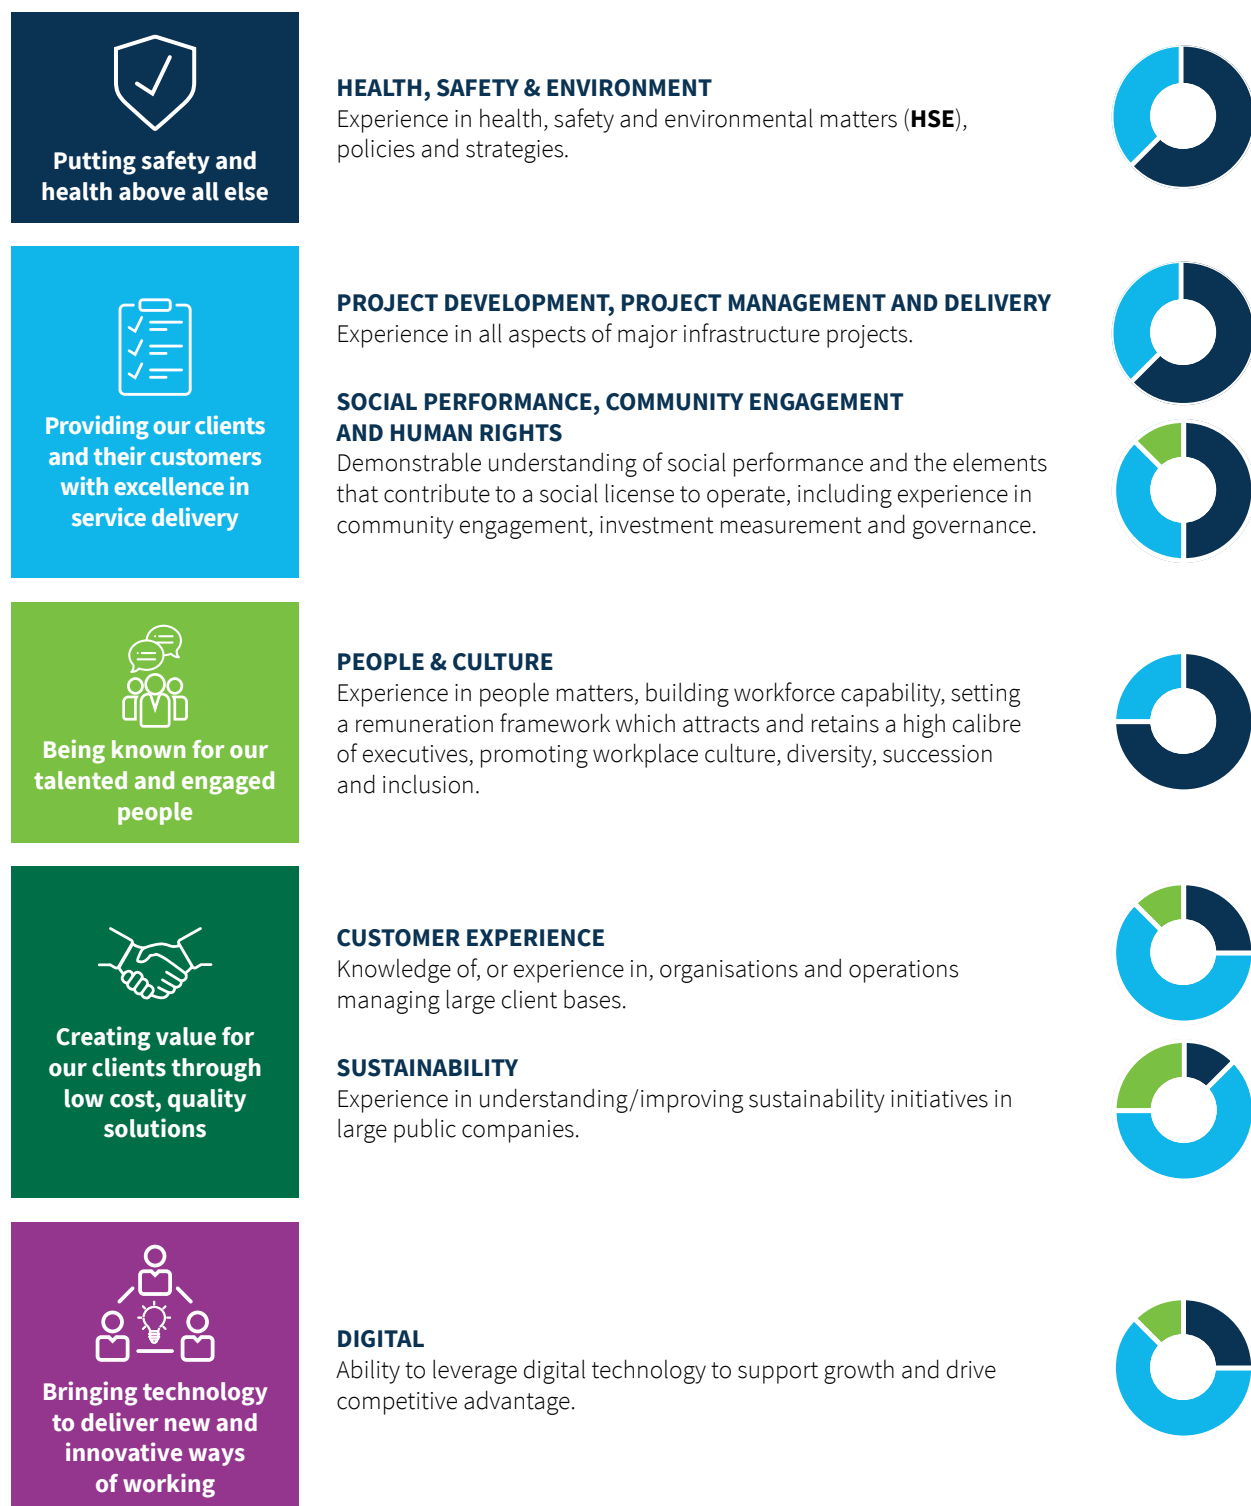 Putting safety and
health above all else
HEALTH, SAFETY & ENVIRONMENT
Experience in health, safety and environmental matters (HSE),
policies and strategies.
Providing our clients
and their customers
with excellence in
service delivery
PROJECT DEVELOPMENT, PROJECT MANAGEMENT AND DELIVERY
Experience in all aspects of major infrastructure projects.
SOCIAL PERFORMANCE, COMMUNITY ENGAGEMENT
AND HUMAN RIGHTS
Demonstrable understanding of social performance and the elements
that contribute to a social license to operate, including experience in
community engagement, investment measurement and governance.
Being known for our
talented and engaged
people
PEOPLE & CULTURE
Experience in people matters, building workforce capability, setting
a remuneration framework which attracts and retains a high calibre
of executives, promoting workplace culture, diversity, succession
and inclusion.
Creating value for
our clients through
low cost, quality
solutions
CUSTOMER EXPERIENCE
Knowledge of, or experience in, organisations and operations
managing large client bases.
SUSTAINABILITY
Experience in understanding/improving sustainability initiatives in
large public companies.
Bringing technology
to deliver new and
innovative ways
of working
DIGITAL
Ability to leverage digital technology to support growth and drive
competitive advantage.